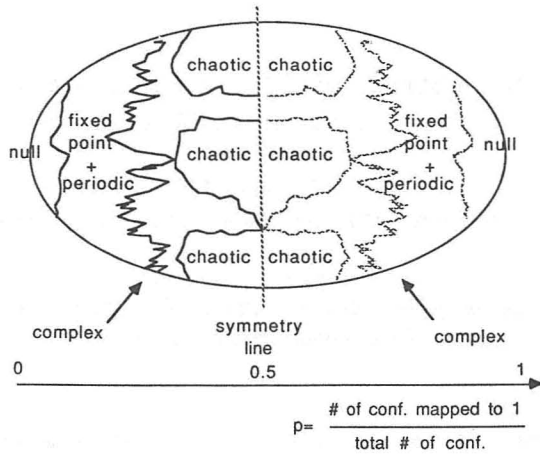 chaotic chaotic
fixed point + periodic
fixed point + periodic
null
null
chaotic chaotic
chaotic chaotic
complex
symmetry line
complex
0 0.5 1
p= # of conf. mapped to 1
total # of conf.